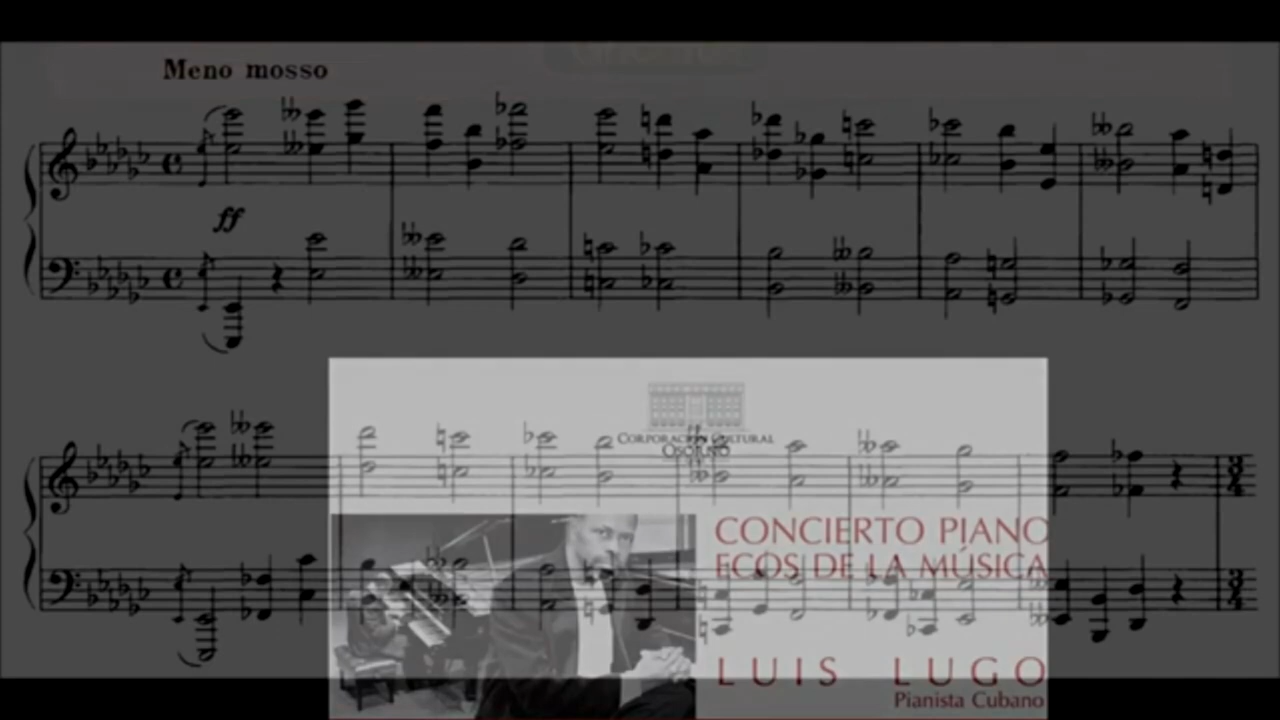 Meno mosso
ff
CORPORACIÓN CULTURAL
OSORNO
CONCIERTO PIANO
ECOS DE LA MÚSICA
LUIS LUGO
Pianista Cubano